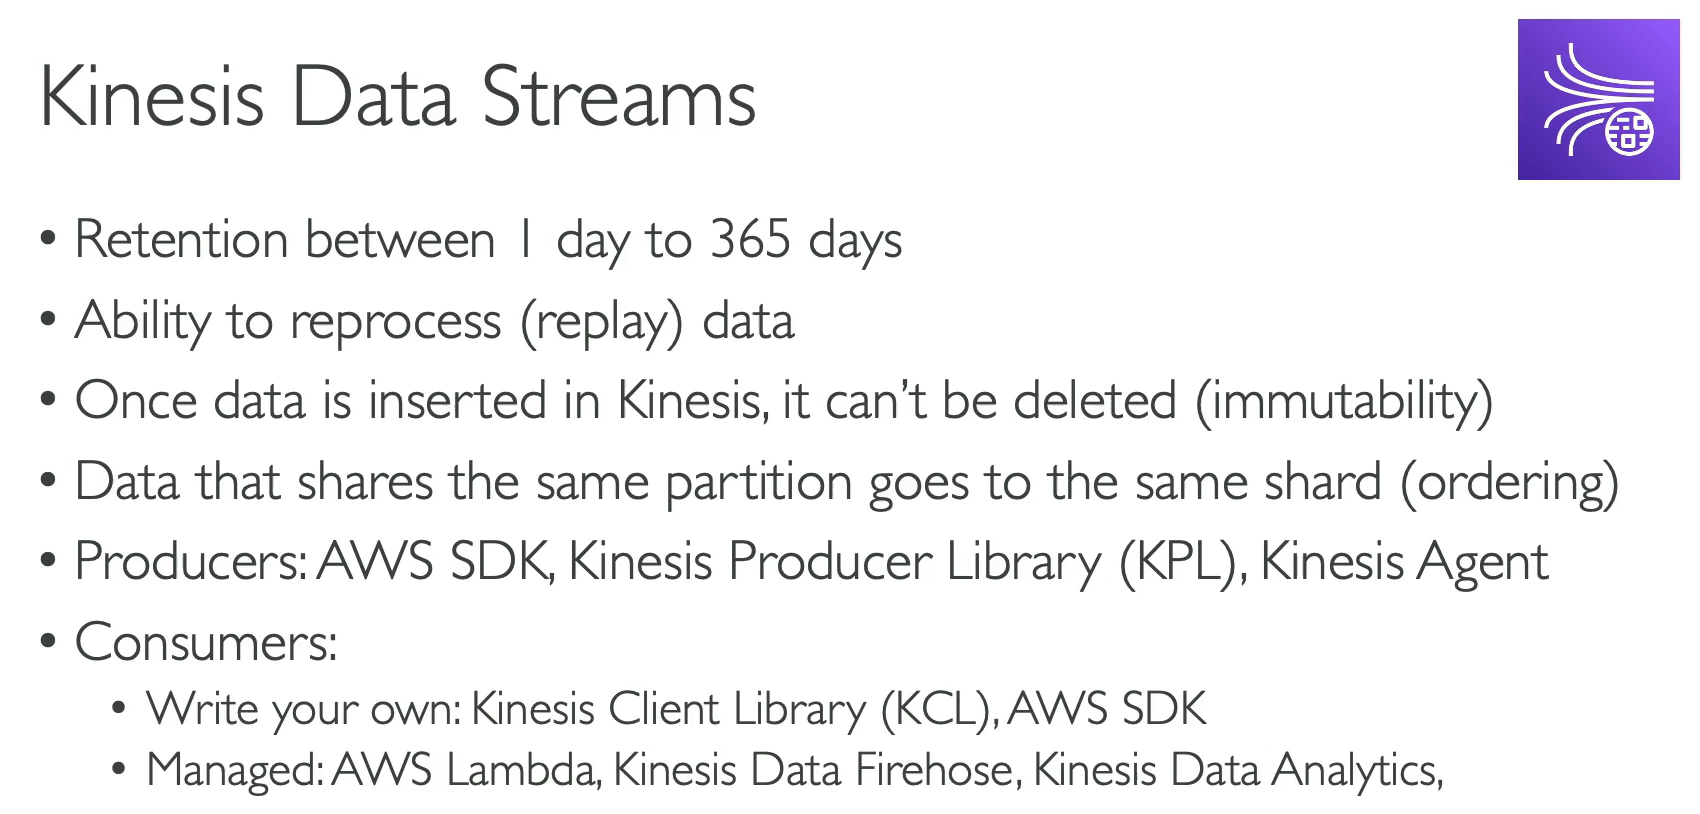 Kinesis Data Streams
• Retention between 1 day to 365 days
• Ability to reprocess (replay) data
• Once data is inserted in Kinesis, it can’t be deleted (immutability)
• Data that shares the same partition goes to the same shard (ordering)
• Producers: AWS SDK, Kinesis Producer Library (KPL), Kinesis Agent
• Consumers:
• Write your own: Kinesis Client Library (KCL), AWS SDK
• Managed: AWS Lambda, Kinesis Data Firehose, Kinesis Data Analytics,